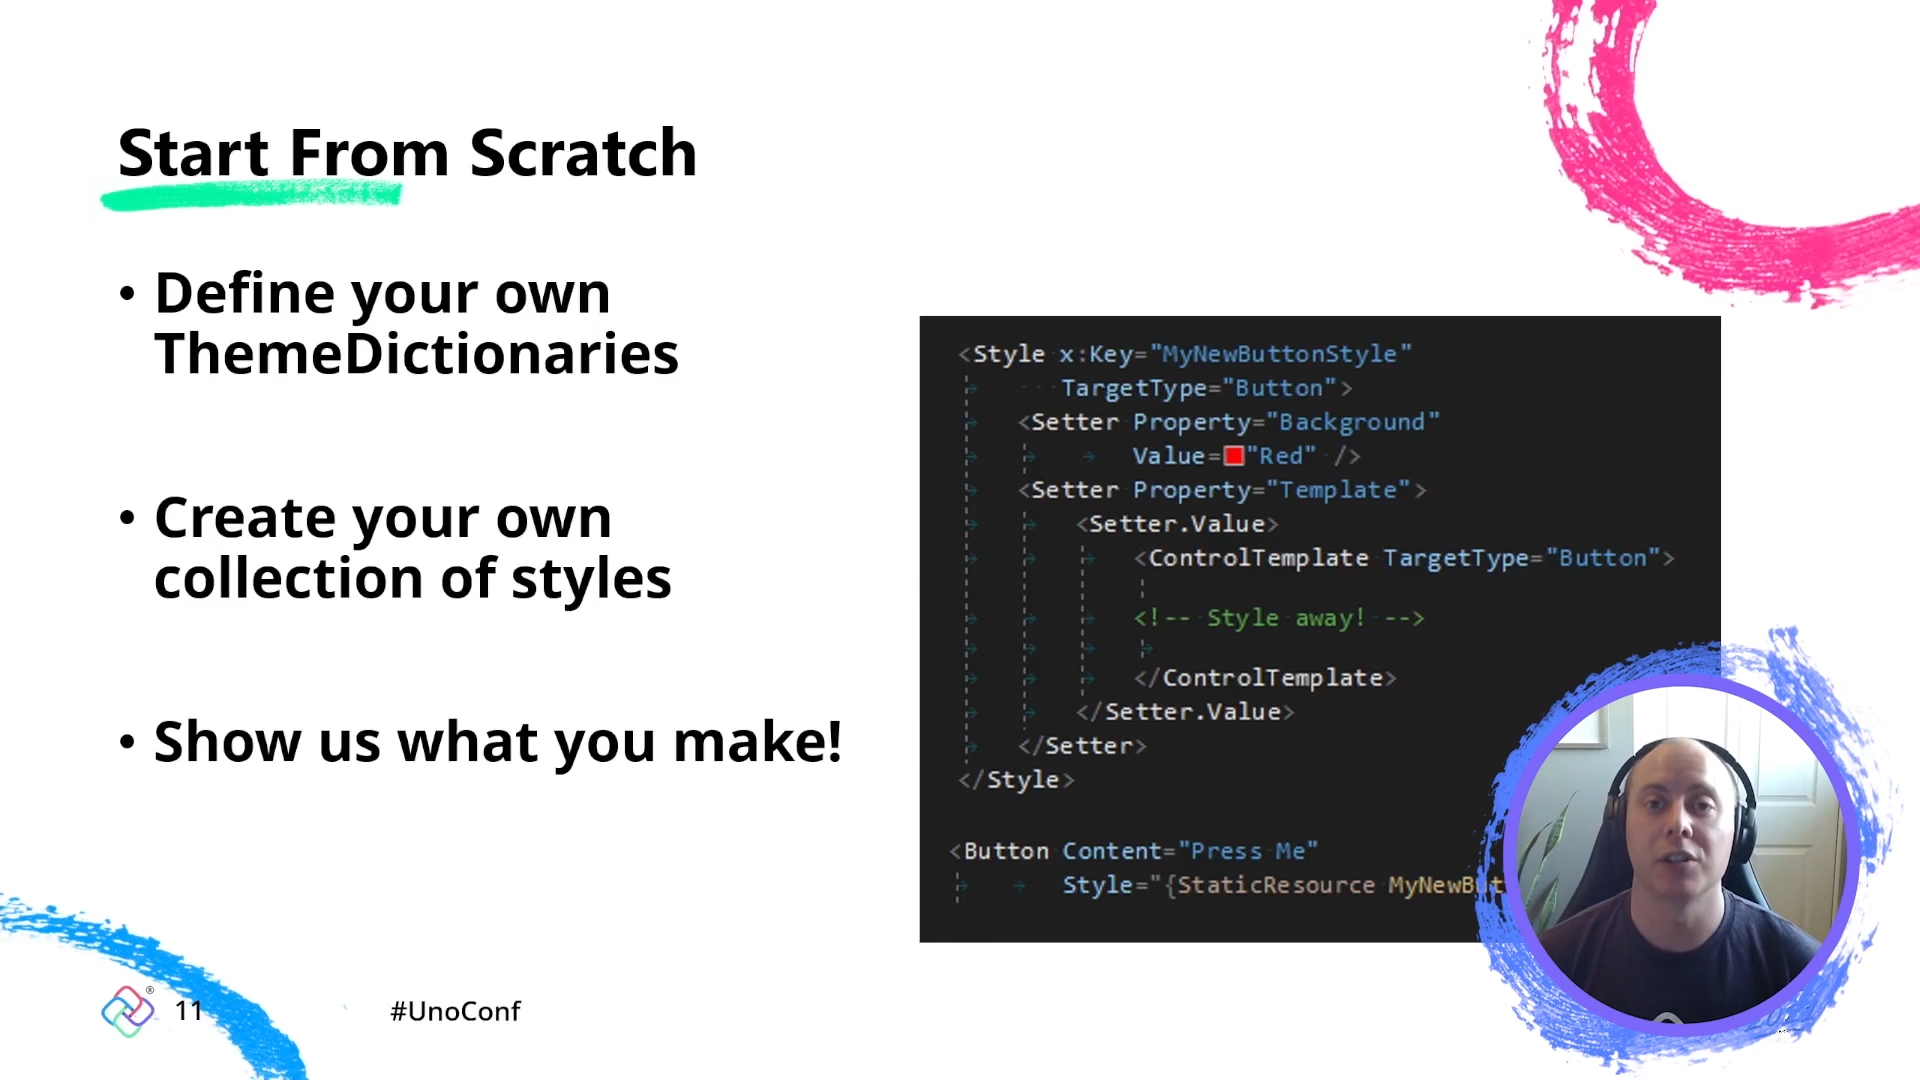 Start From Scratch
• Define your own
ThemeDictionaries
• Create your own
collection of styles
• Show us what you make!
<Style x:Key="MyNewButtonStyle"
TargetType="Button">
<Setter Property="Background"
Value="Red" />
<Setter Property="Template">
<Setter.Value>
<ControlTemplate TargetType="Button">
<!-- Style away! -->
</ControlTemplate>
</Setter.Value>
</Setter>
</Style>
<Button Content="Press Me"
Style="{StaticResource MyNewBut
® 11
#UnoConf